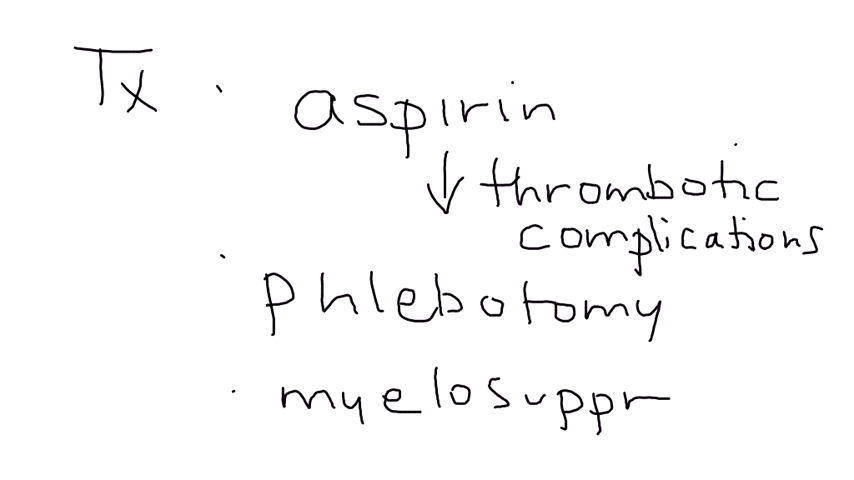 Tx · aspirin
↓ thrombotic
complications
· Phlebotomy
· myelosuppr